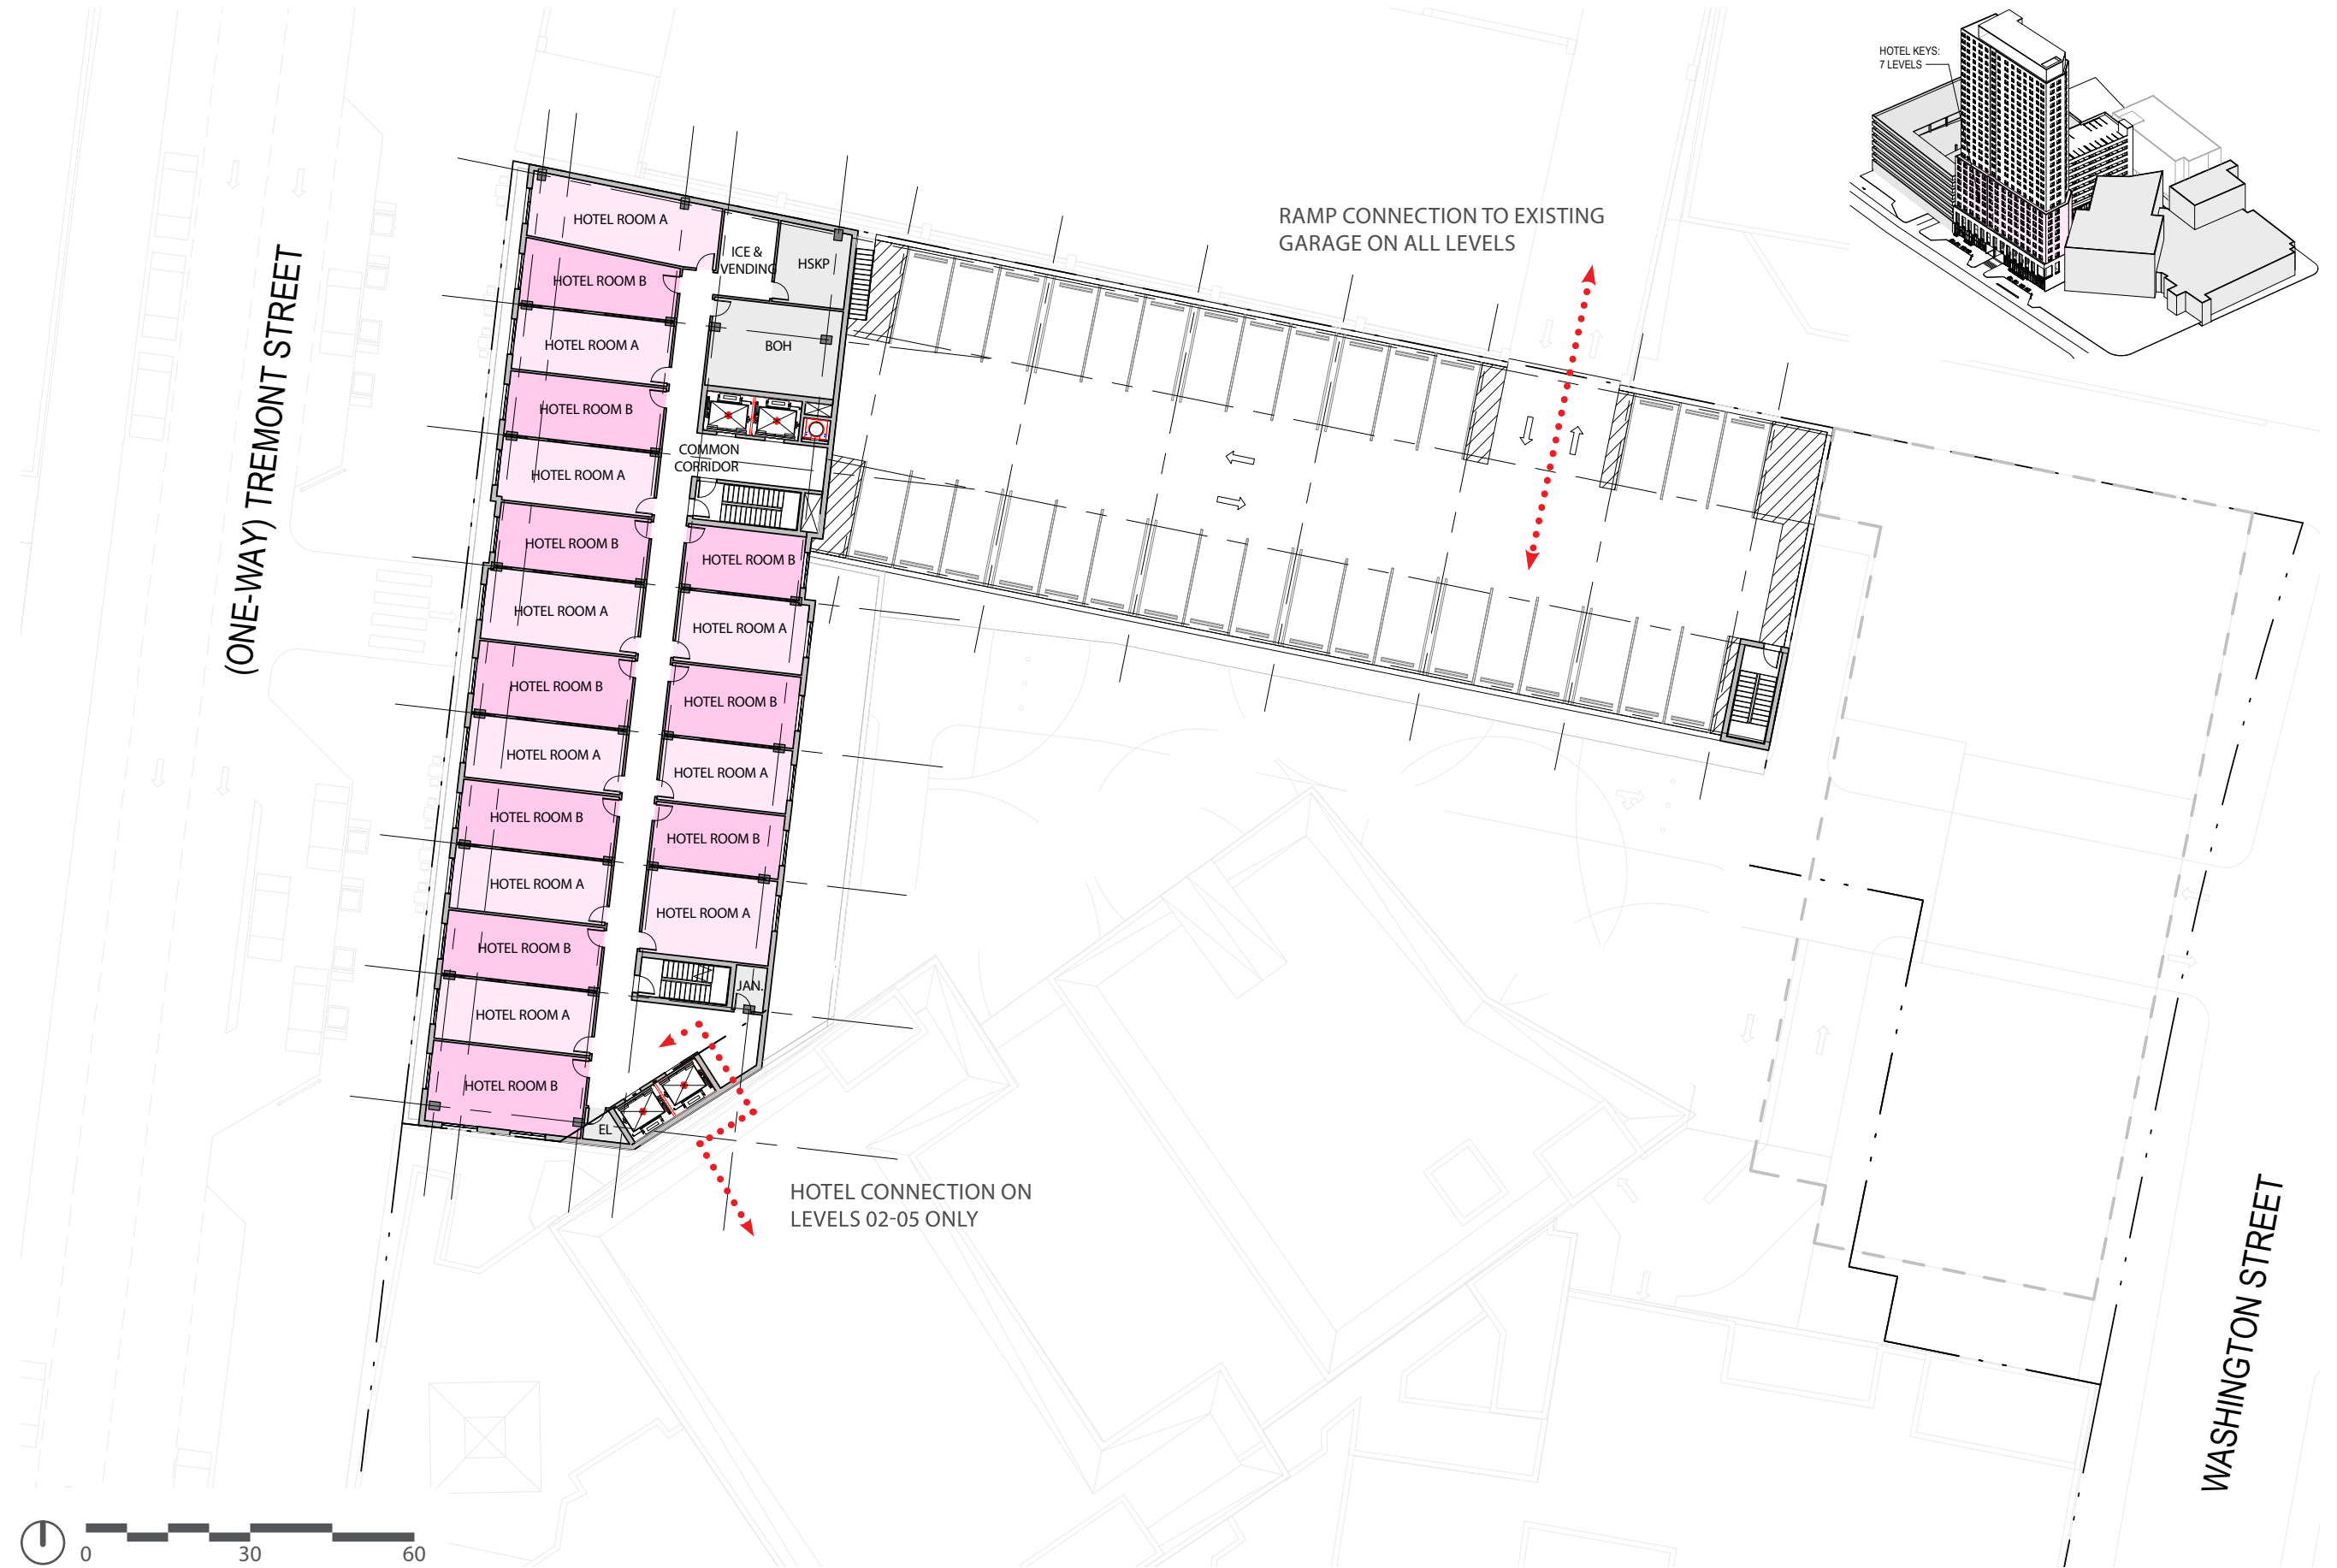 HOTEL KEYS:
7 LEVELS
RAMP CONNECTION TO EXISTING
GARAGE ON ALL LEVELS
(ONE-WAY) TREMONT STREET
HOTEL ROOM A
ICE &
VENDING
HSKP
HOTEL ROOM B
HOTEL ROOM A
BOH
HOTEL ROOM B
COMMON
CORRIDOR
HOTEL ROOM A
HOTEL ROOM B
HOTEL ROOM B
HOTEL ROOM A
HOTEL ROOM A
HOTEL ROOM B
HOTEL ROOM B
HOTEL ROOM A
HOTEL ROOM A
HOTEL ROOM B
HOTEL ROOM B
HOTEL ROOM A
HOTEL ROOM A
HOTEL ROOM B
JAN.
HOTEL ROOM A
HOTEL ROOM B
EL
HOTEL CONNECTION ON
LEVELS 02-05 ONLY
WASHINGTON STREET
0 30 60